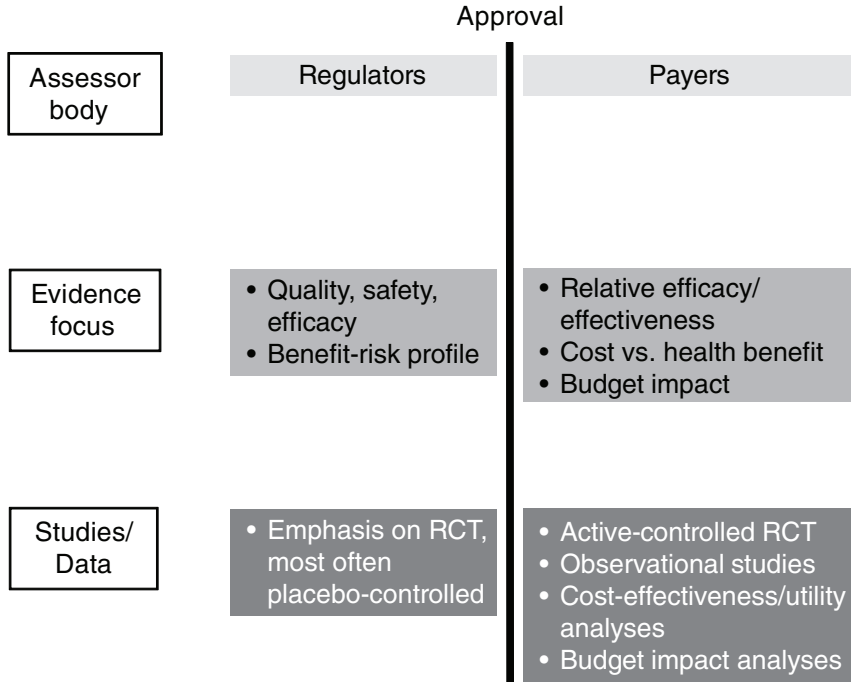 Approval
Assessor
body
Regulators
Payers
Evidence
focus
• Quality, safety,
efficacy
• Benefit-risk profile
• Relative efficacy/
effectiveness
• Cost vs. health benefit
• Budget impact
Studies/
Data
• Emphasis on RCT,
most often
placebo-controlled
• Active-controlled RCT
• Observational studies
• Cost-effectiveness/utility
analyses
• Budget impact analyses